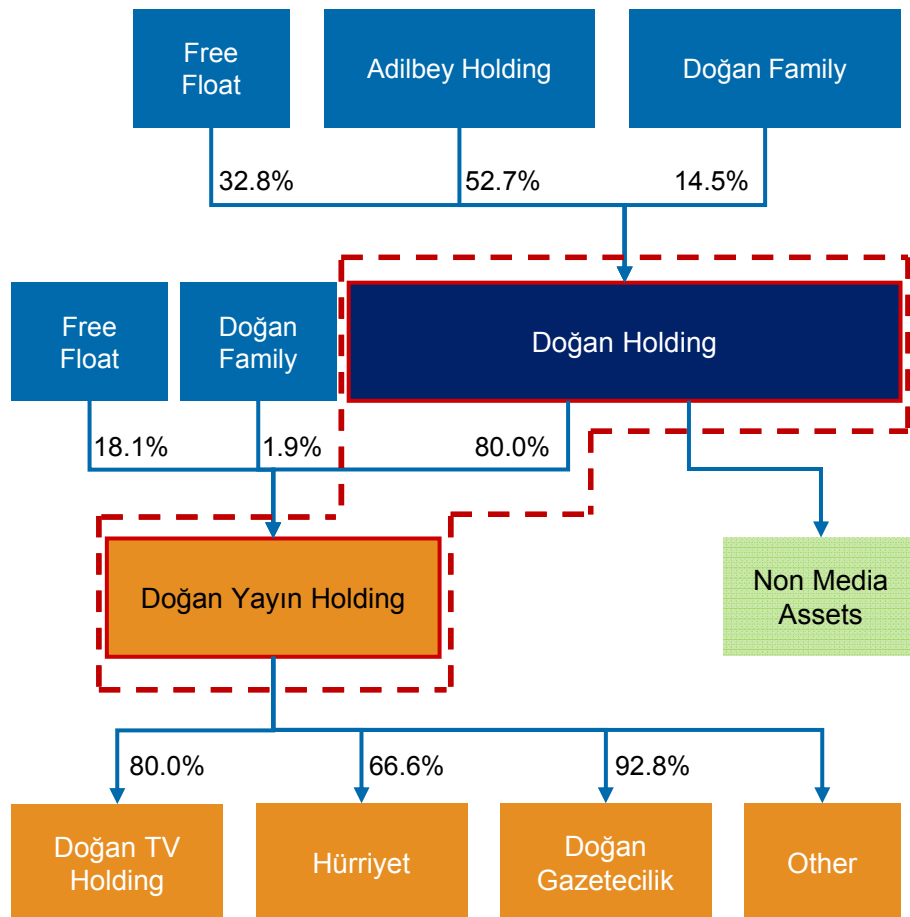 Free
Float
Adilbey Holding
Doğan Family
32.8%
52.7%
14.5%
Doğan Holding
Free
Float
Doğan
Family
18.1%
1.9%
80.0%
Doğan Yayın Holding
Non Media
Assets
80.0%
66.6%
92.8%
Doğan TV
Holding
Hürriyet
Doğan
Gazetecilik
Other